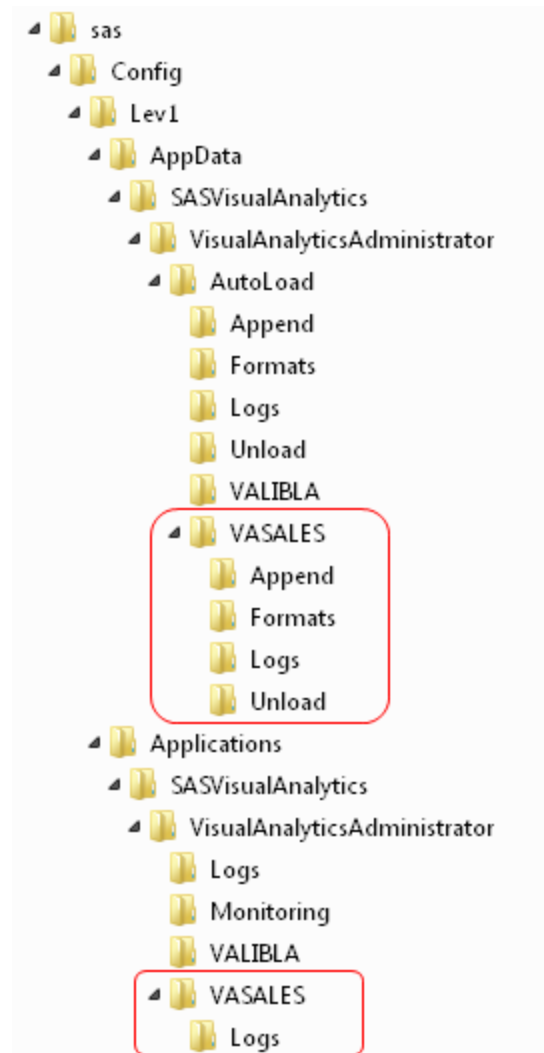 sas
Config
Lev1
AppData
SASVisualAnalytics
VisualAnalyticsAdministrator
AutoLoad
Append
Formats
Logs
Unload
VALIBLA
VASALES
Append
Formats
Logs
Unload
Applications
SASVisualAnalytics
VisualAnalyticsAdministrator
Logs
Monitoring
VALIBLA
VASALES
Logs